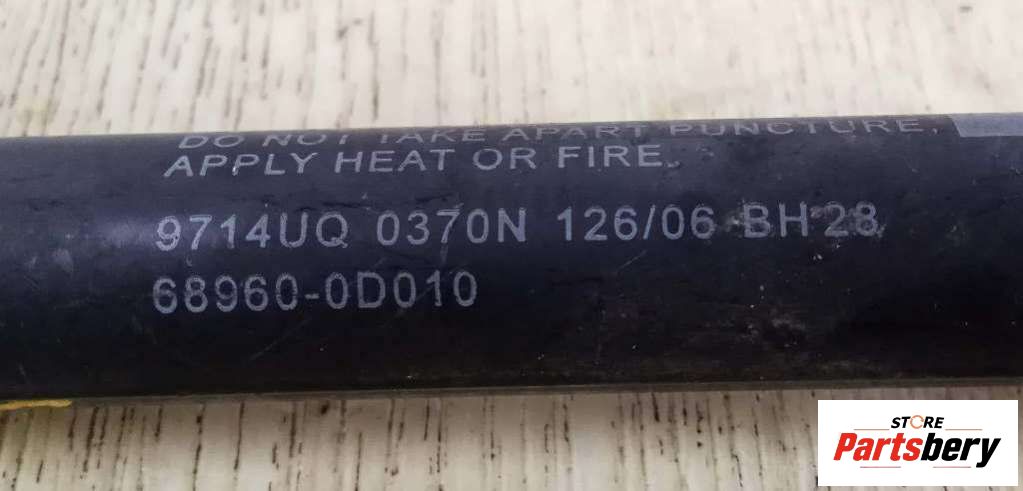 DO NOT TAKE APART PUNCTURE,
APPLY HEAT OR FIRE.
9714UQ 0370N 126/06 BH28
68960-0D010
STORE
Partsbery